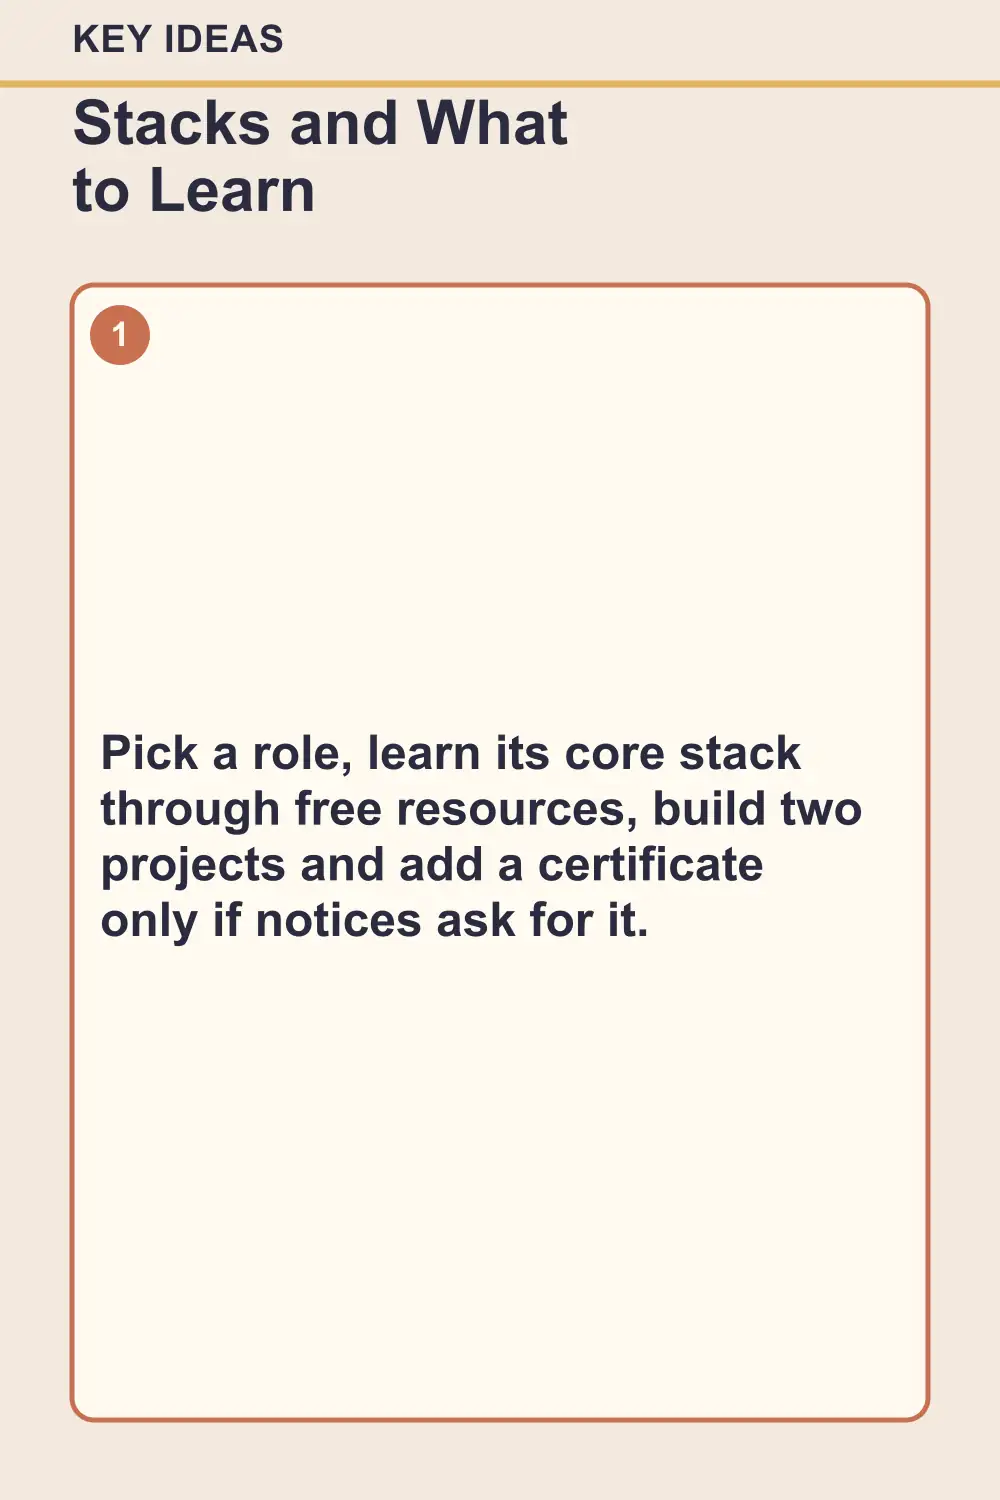 KEY IDEAS
Stacks and What
to Learn
1
Pick a role, learn its core stack
through free resources, build two
projects and add a certificate
only if notices ask for it.